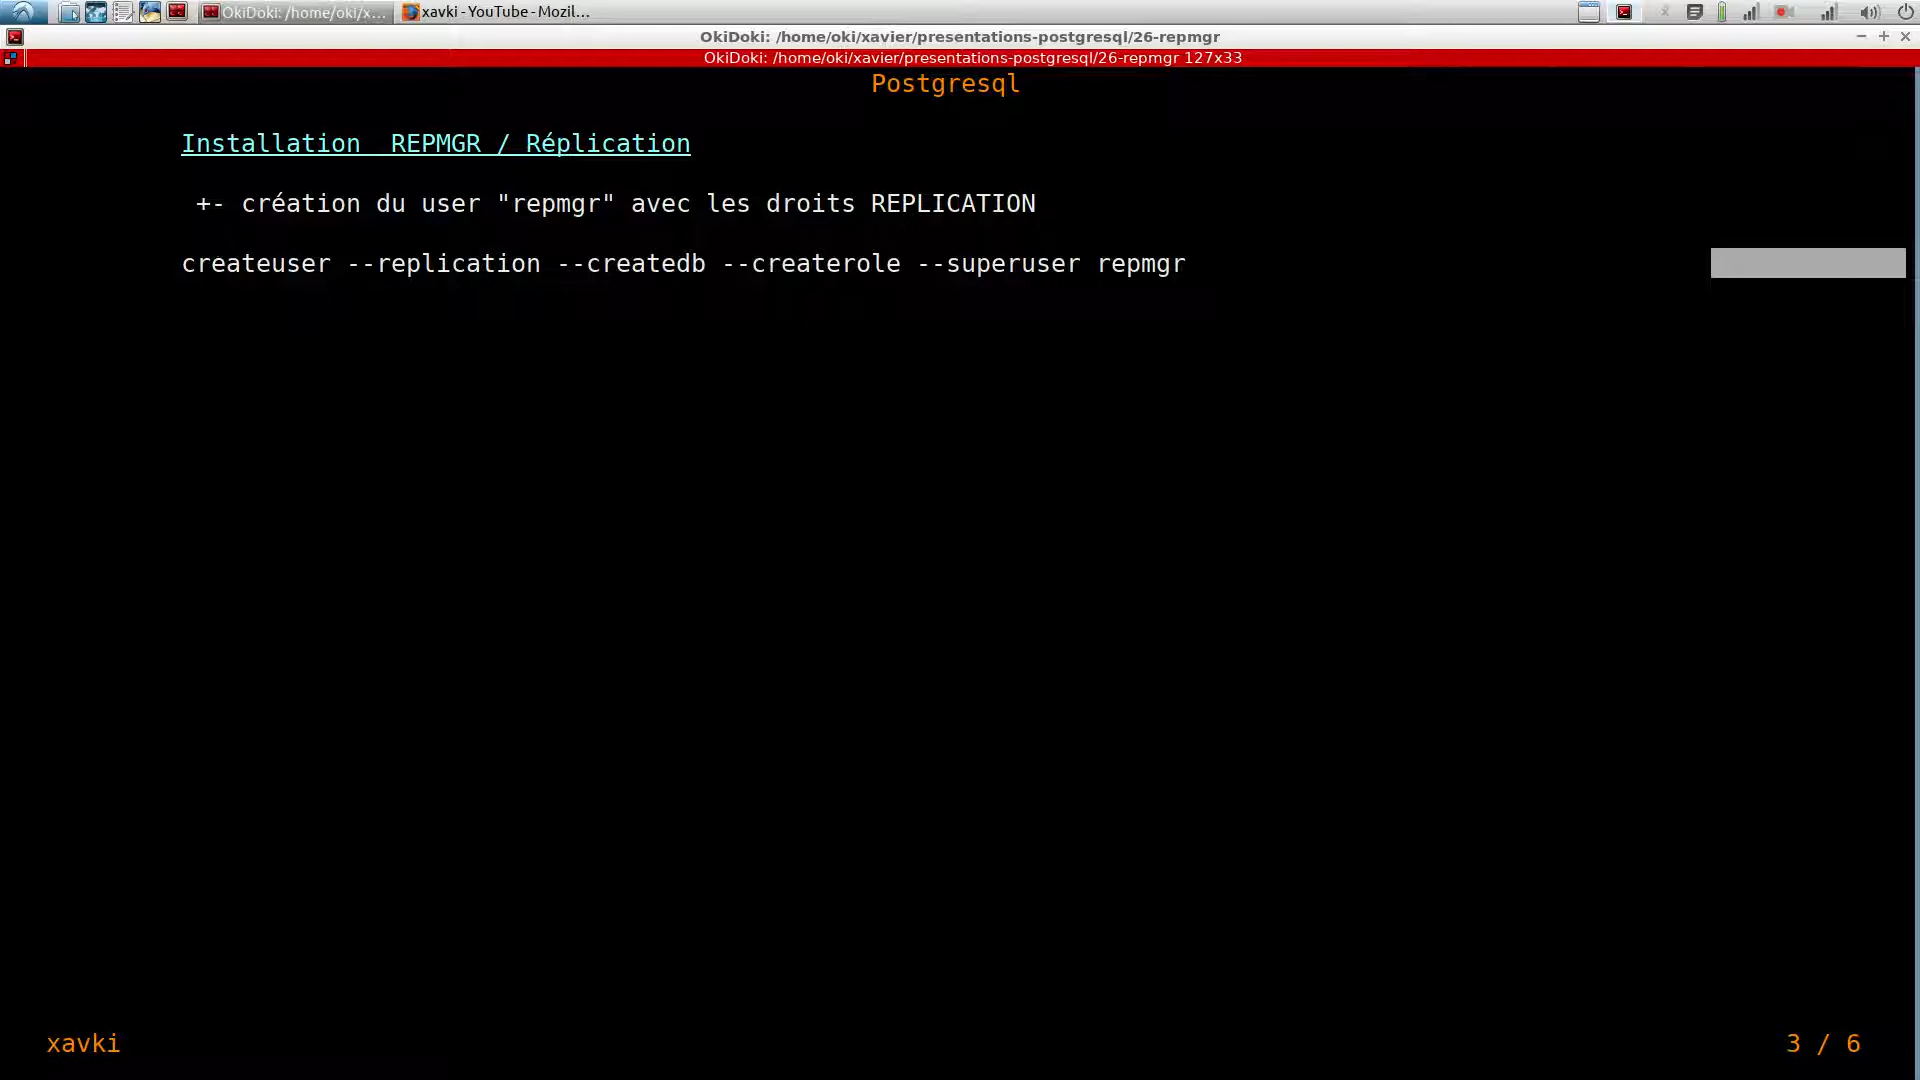 OkiDoki: /home/oki/x...
xavki - YouTube - Mozil...
OkiDoki: /home/oki/xavier/presentations-postgresql/26-repmgr
OkiDoki: /home/oki/xavier/presentations-postgresql/26-repmgr 127x33
Postgresql
Installation  REPMGR / Réplication
+- création du user "repmgr" avec les droits REPLICATION
createuser --replication --createdb --createrole --superuser repmgr
xavki
3 / 6